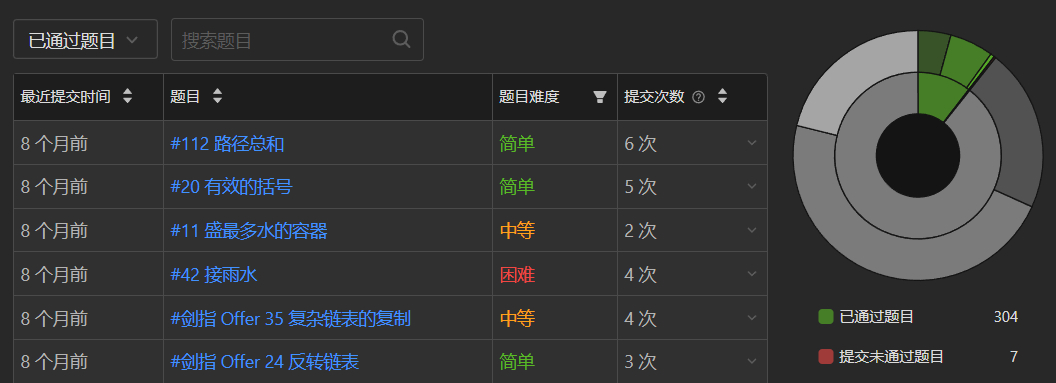 已通过题目
搜索题目
最近提交时间 题目 题目难度 提交次数
8 个月前 #112 路径总和 简单 6 次
8 个月前 #20 有效的括号 简单 5 次
8 个月前 #11 盛最多水的容器 中等 2 次
8 个月前 #42 接雨水 困难 4 次
8 个月前 #剑指 Offer 35 复杂链表的复制 中等 4 次
8 个月前 #剑指 Offer 24 反转链表 简单 3 次
已通过题目 304
提交未通过题目 7